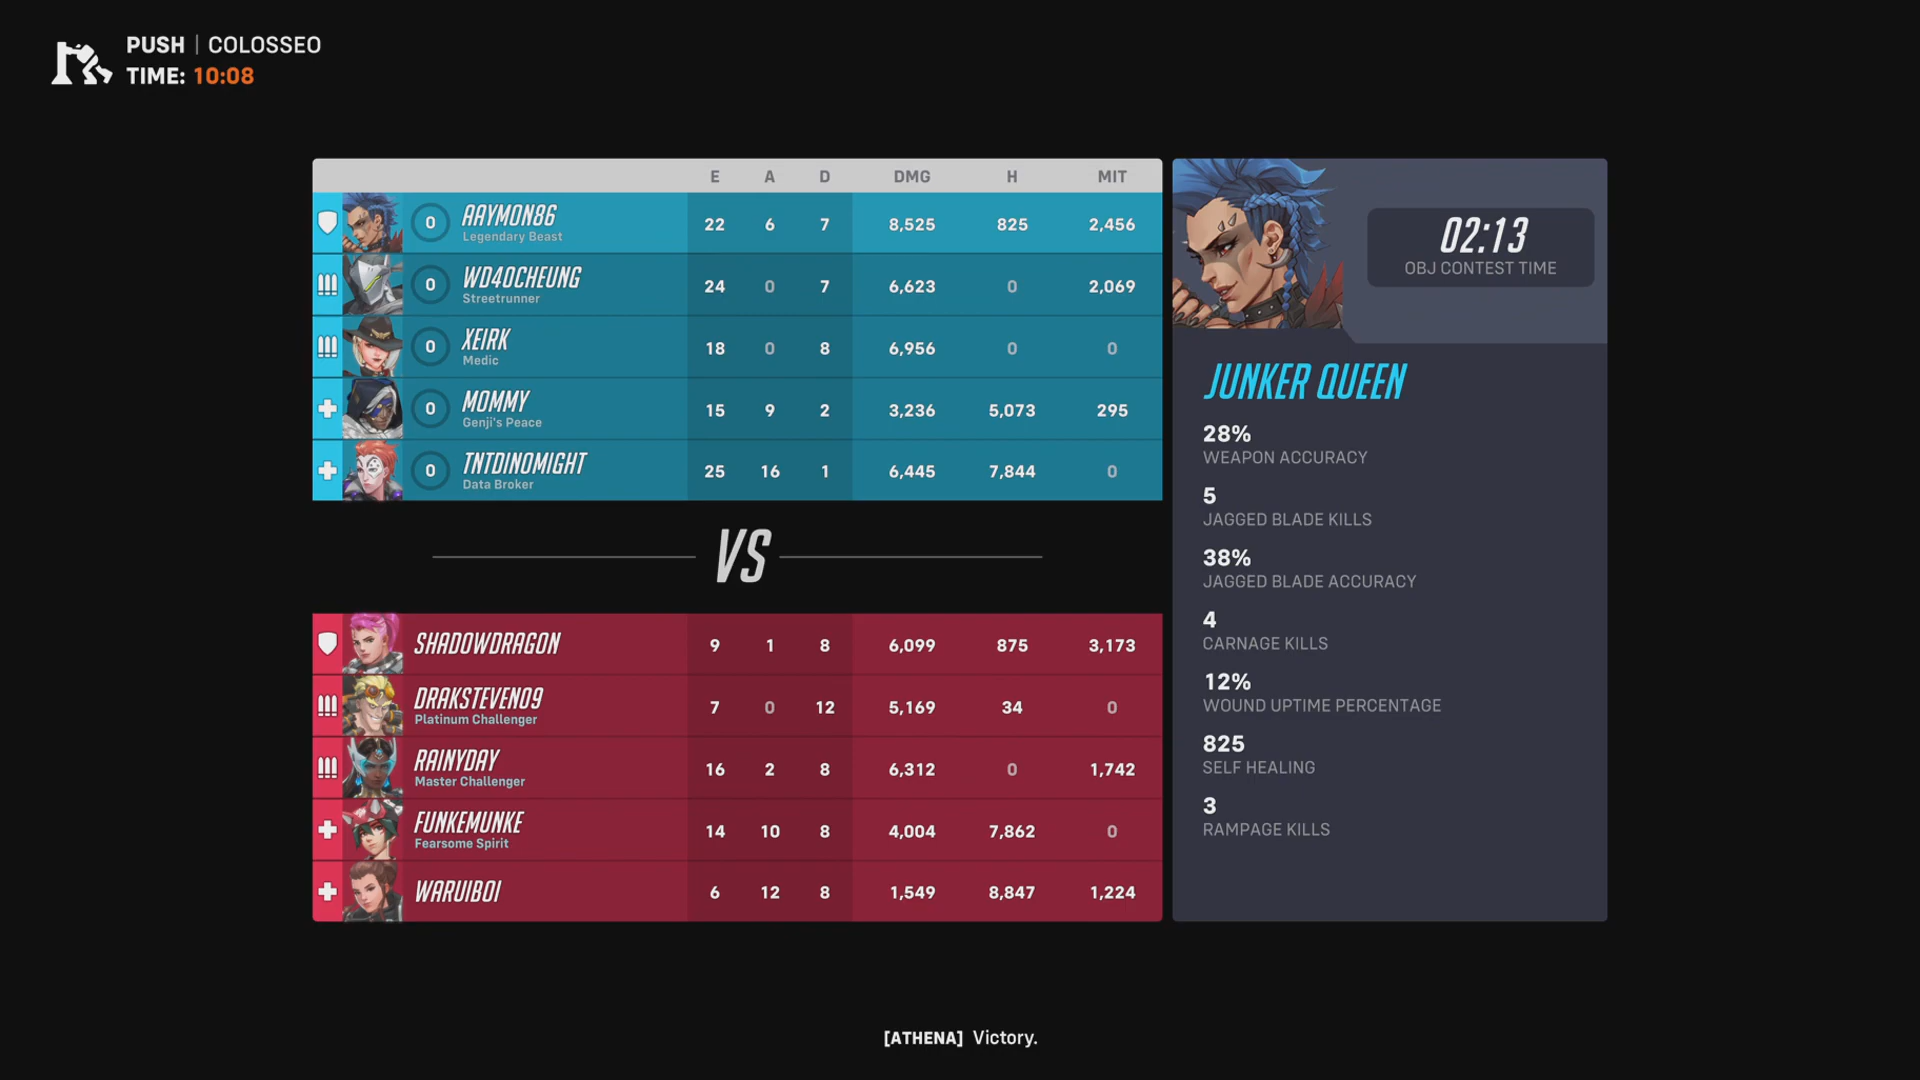 PUSH | COLOSSEO
TIME: 10:08
E A D DMG H MIT
0 AAYMON86 22 6 7 8,525 825 2,456
Legendary Beast
0 WD40CHEUNG 24 0 7 6,623 0 2,069
Streetrunner
0 XEIRK 18 0 8 6,956 0 0
Medic
0 MOMMY 15 9 2 3,236 5,073 295
Genji's Peace
0 TNTDINOMIGHT 25 16 1 6,445 7,844 0
Data Broker
VS
SHADOWDRAGON 9 1 8 6,099 875 3,173
DRAKSTEVEN09 7 0 12 5,169 34 0
Platinum Challenger
RAINYDAY 16 2 8 6,312 0 1,742
Master Challenger
FUNKEMUNKE 14 10 8 4,004 7,862 0
Fearsome Spirit
WARUIBOI 6 12 8 1,549 8,847 1,224
02:13
OBJ CONTEST TIME
JUNKER QUEEN
28%
WEAPON ACCURACY
5
JAGGED BLADE KILLS
38%
JAGGED BLADE ACCURACY
4
CARNAGE KILLS
12%
WOUND UPTIME PERCENTAGE
825
SELF HEALING
3
RAMPAGE KILLS
[ATHENA] Victory.